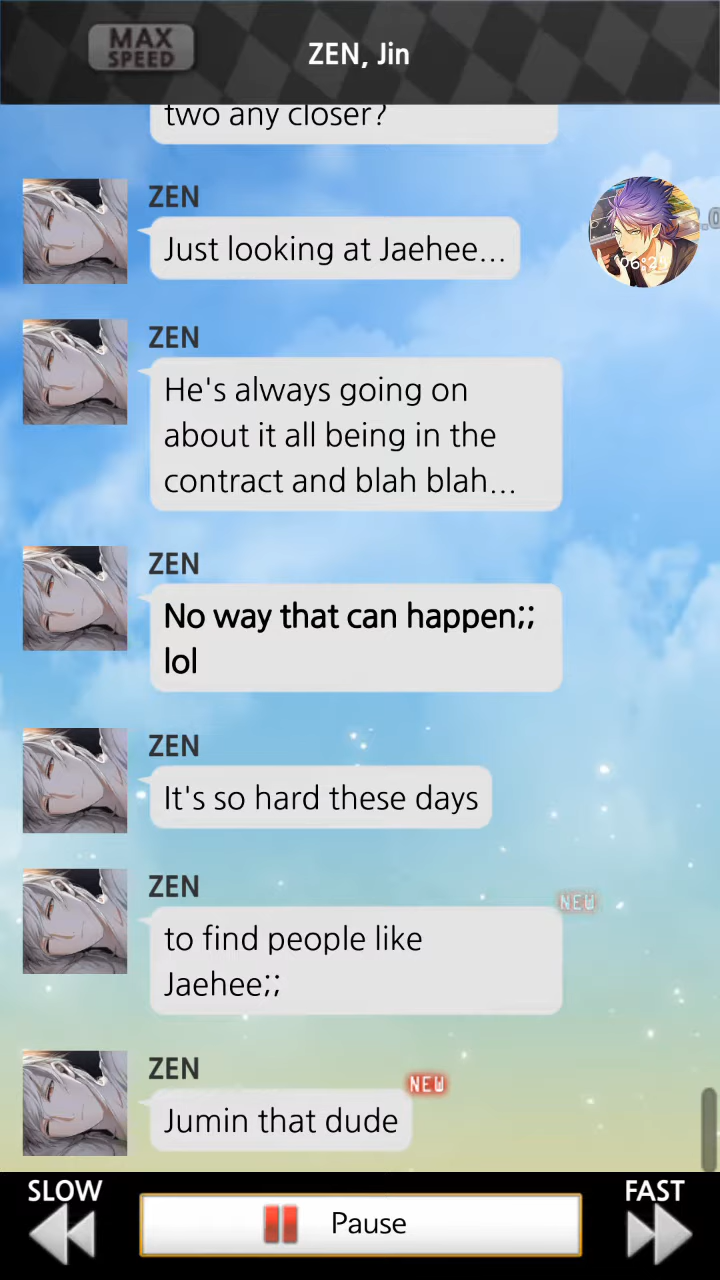 MAX
SPEED
ZEN, Jin
two any closer?
ZEN
Just looking at Jaehee...
ZEN
He's always going on
about it all being in the
contract and blah blah...
ZEN
No way that can happen;;
lol
ZEN
It's so hard these days
ZEN
NEW
to find people like
Jaehee;;
ZEN
NEW
Jumin that dude
SLOW
Pause
FAST